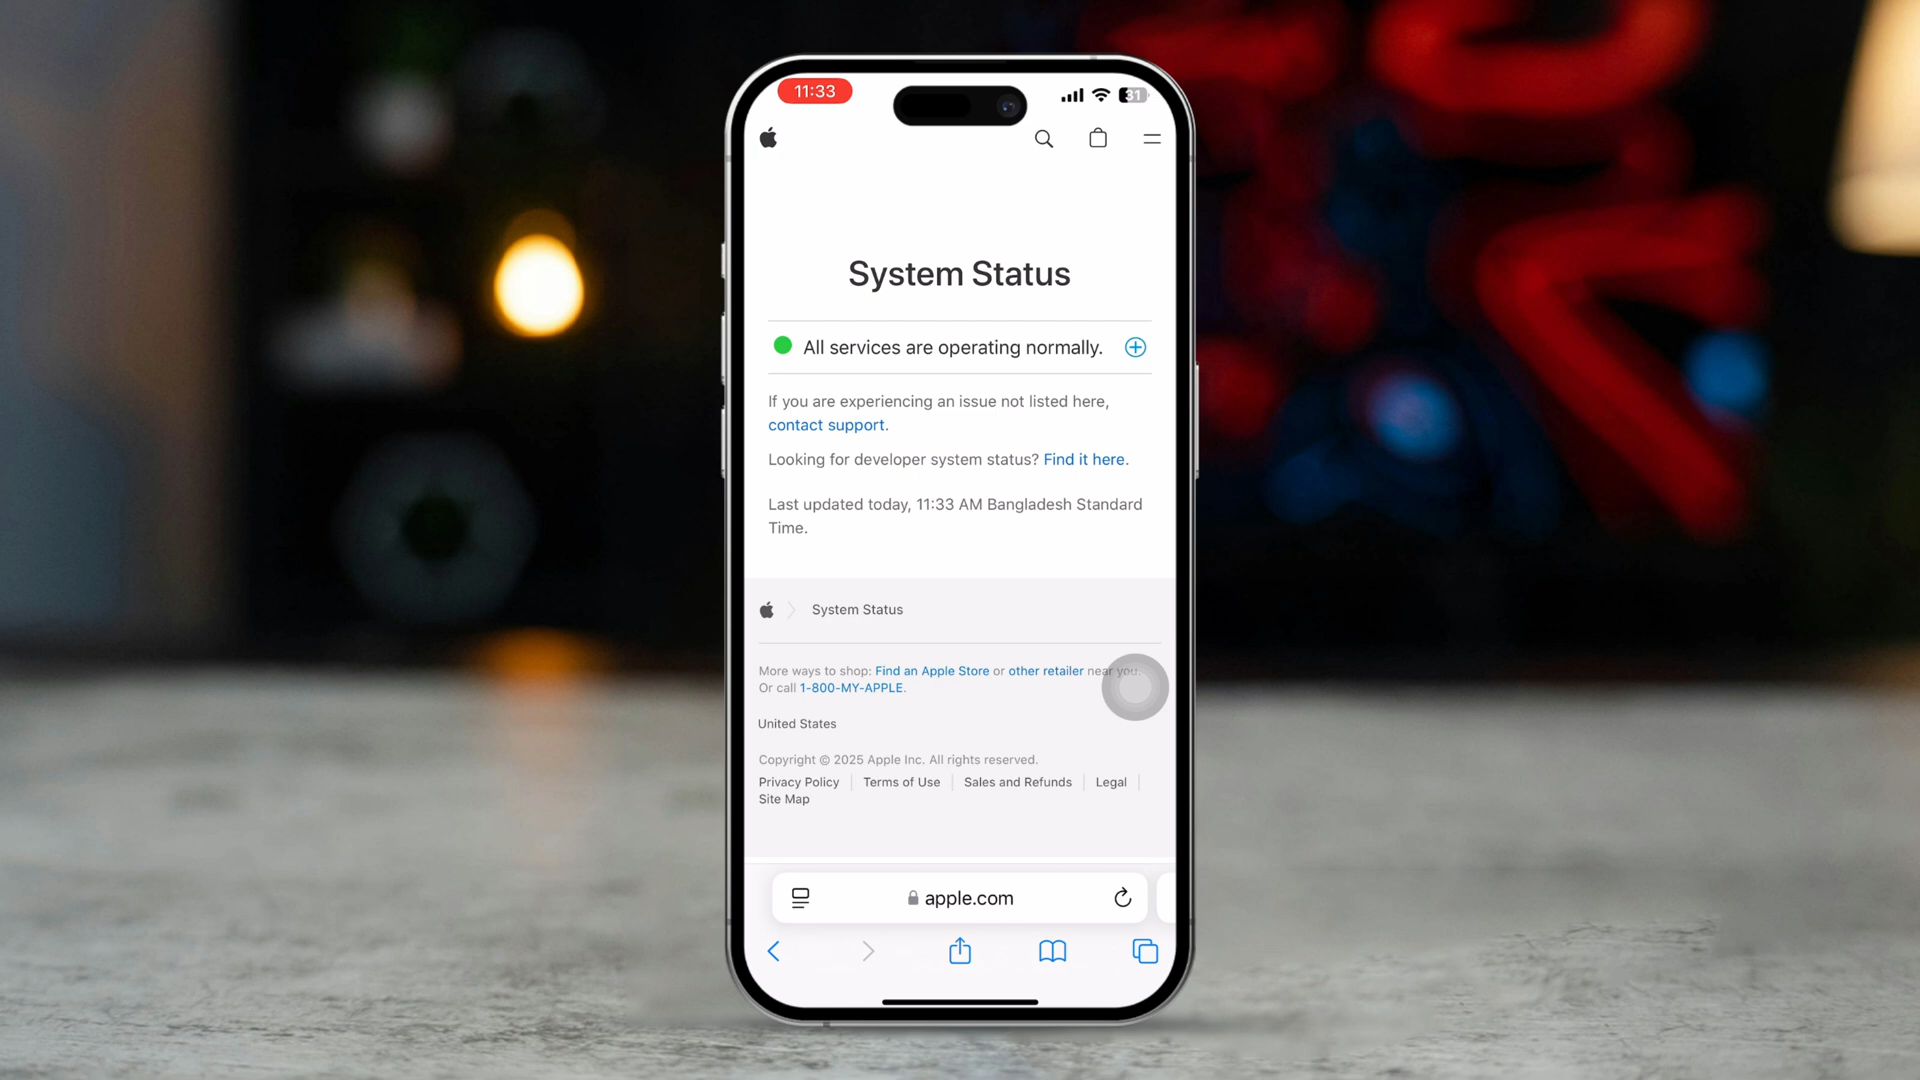 11:33
31
System Status
All services are operating normally.
If you are experiencing an issue not listed here,
contact support.
Looking for developer system status? Find it here.
Last updated today, 11:33 AM Bangladesh Standard
Time.
System Status
More ways to shop: Find an Apple Store or other retailer near you.
Or call 1-800-MY-APPLE.
United States
Copyright © 2025 Apple Inc. All rights reserved.
Privacy Policy | Terms of Use | Sales and Refunds | Legal |
Site Map
apple.com